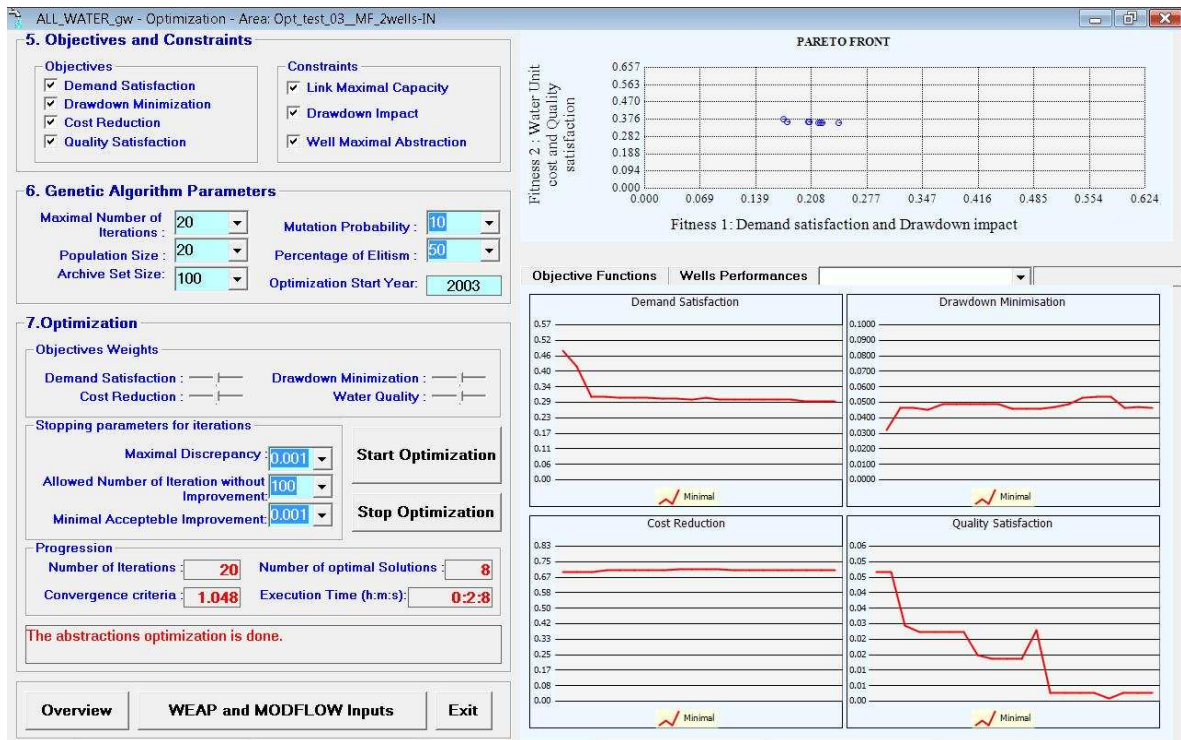 ALL_WATER_gw - Optimization - Area: Opt_test_03__MF_2wells-IN
5. Objectives and Constraints
Objectives
Demand Satisfaction
Drawdown Minimization
Cost Reduction
Quality Satisfaction
Constraints
Link Maximal Capacity
Drawdown Impact
Well Maximal Abstraction
6. Genetic Algorithm Parameters
Maximal Number of
Iterations :
20
Population Size :
20
Archive Set Size:
100
Mutation Probability :
10
Percentage of Elitism :
50
Optimization Start Year:
2003
7.Optimization
Objectives Weights
Demand Satisfaction :
Drawdown Minimization :
Cost Reduction :
Water Quality :
Stopping parameters for iterations
Maximal Discrepancy :
0.001
Allowed Number of Iteration without
Improvement:
100
Minimal Accepteble Improvement:
0.001
Start Optimization
Stop Optimization
Progression
Number of Iterations :
20
Number of optimal Solutions :
8
Convergence criteria :
1.048
Execution Time (h:m:s):
0:2:8
The abstractions optimization is done.
Overview
WEAP and MODFLOW Inputs
Exit
PARETO FRONT
Fitness 2 : Water Unit
cost and Quality
satisfaction
0.657
0.563
0.470
0.376
0.282
0.188
0.094
0.000
0.000 0.069 0.139 0.208 0.277 0.347 0.416 0.485 0.554 0.624
Fitness 1: Demand satisfaction and Drawdown impact
Objective Functions
Wells Performances
Demand Satisfaction
0.57
0.52
0.46
0.40
0.34
0.29
0.23
0.17
0.11
0.06
0.00
Minimal
Drawdown Minimisation
0.1000
0.0900
0.0800
0.0700
0.0600
0.0500
0.0400
0.0300
0.0200
0.0100
0.0000
Minimal
Cost Reduction
0.83
0.75
0.67
0.58
0.50
0.42
0.33
0.25
0.17
0.08
0.00
Minimal
Quality Satisfaction
0.06
0.05
0.05
0.04
0.04
0.03
0.02
0.02
0.01
0.01
0.00
Minimal